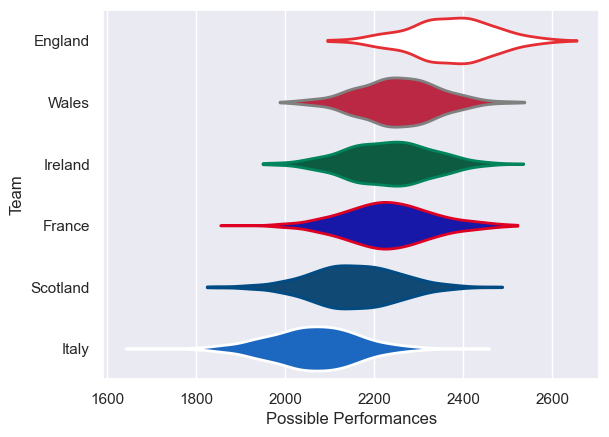 England
Wales
Ireland
France
Scotland
Italy
Team
1600 1800 2000 2200 2400 2600
Possible Performances